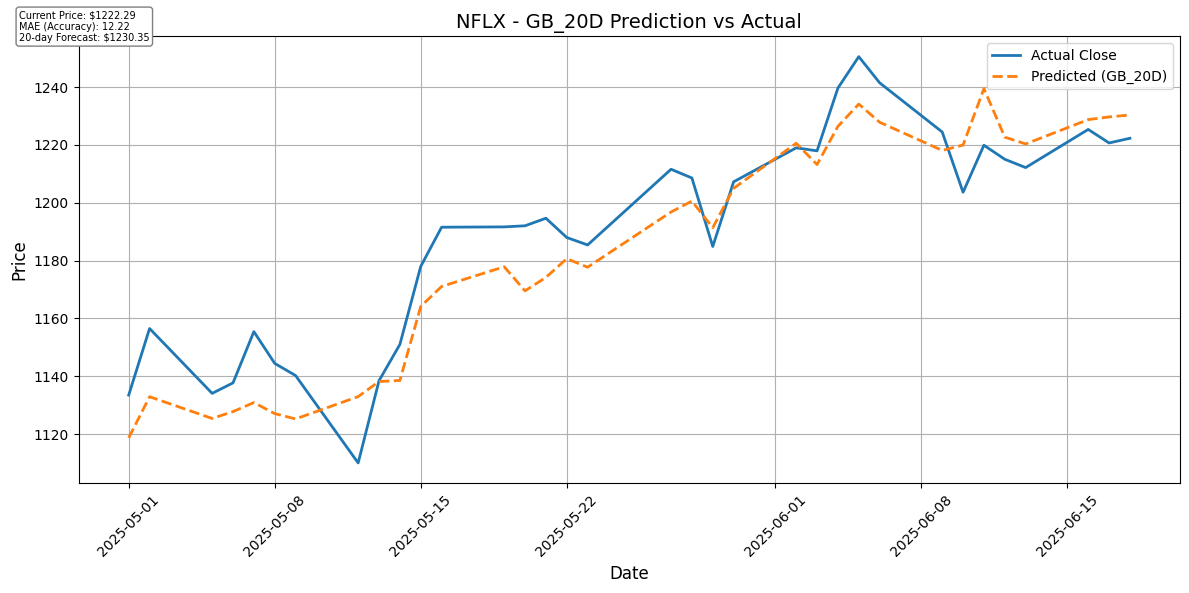 Current Price: $1222.29
MAE (Accuracy): 12.22
20-day Forecast: $1230.35
NFLX - GB_20D Prediction vs Actual
Actual Close
Predicted (GB_20D)
Price
1240
1220
1200
1180
1160
1140
1120
2025-05-01
2025-05-08
2025-05-15
2025-05-22
2025-06-01
2025-06-08
2025-06-15
Date